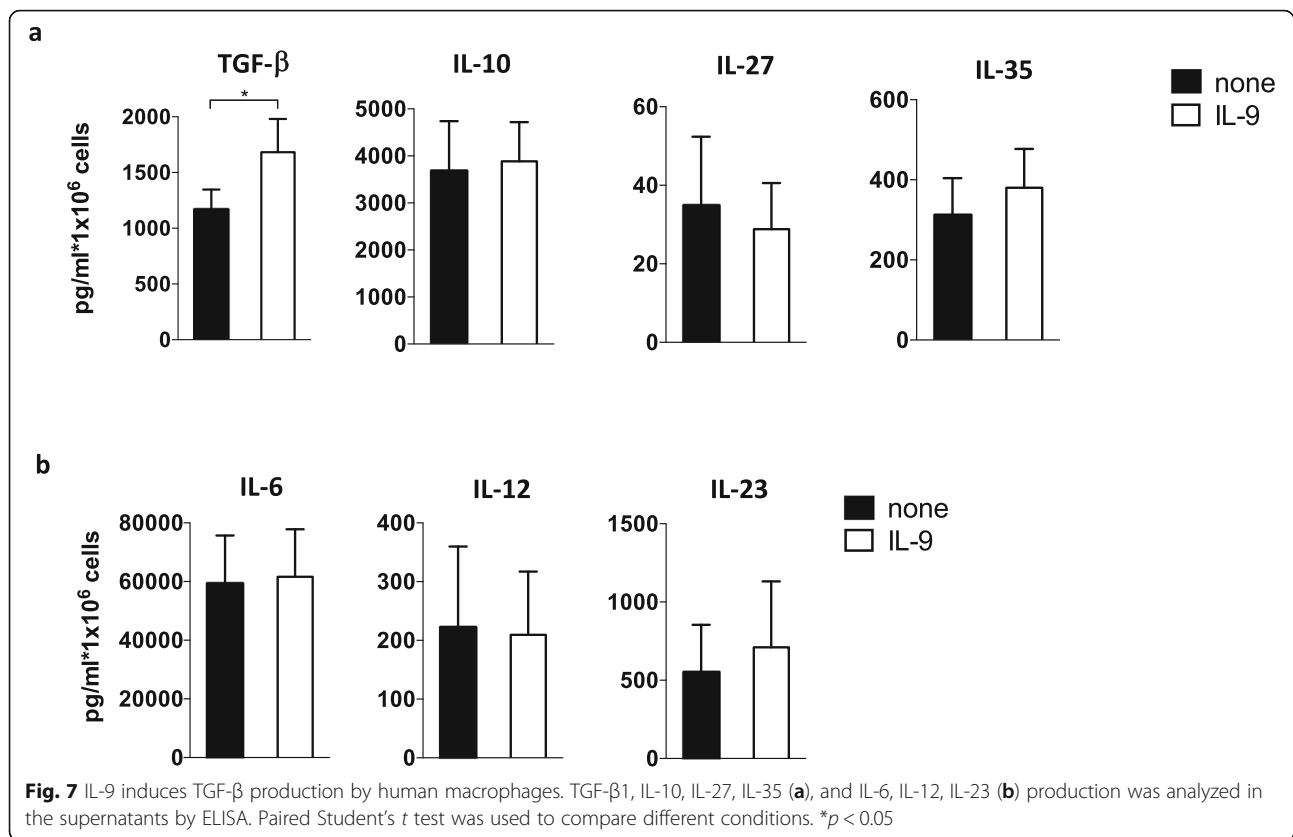 a
TGF-β IL-10 IL-27 IL-35
none
IL-9
*
pg/ml*1x10⁶ cells
2000
1500
1000
500
0
5000
4000
3000
2000
1000
0
60
40
20
0
600
400
200
0
b
IL-6 IL-12 IL-23
none
IL-9
pg/ml*1x10⁶ cells
80000
60000
40000
20000
0
400
300
200
100
0
1500
1000
500
0
Fig. 7 IL-9 induces TGF-β production by human macrophages. TGF-β1, IL-10, IL-27, IL-35 (a), and IL-6, IL-12, IL-23 (b) production was analyzed in
the supernatants by ELISA. Paired Student's t test was used to compare different conditions. *p < 0.05